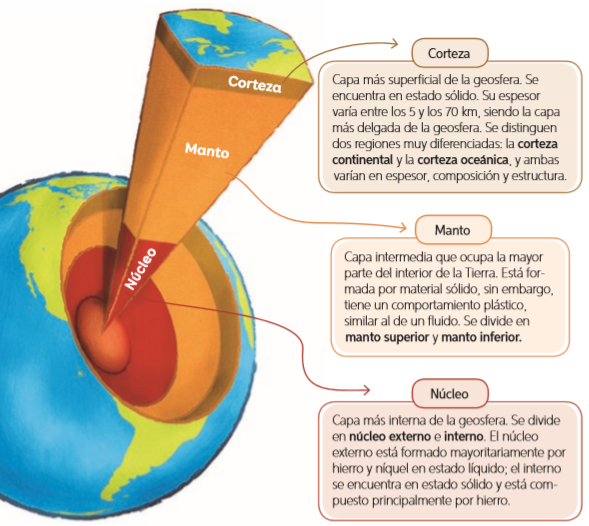 Corteza
Manto
Núcleo
Corteza
Capa más superficial de la geosfera. Se
encuentra en estado sólido. Su espesor
varía entre los 5 y los 70 km, siendo la capa
más delgada de la geosfera. Se distinguen
dos regiones muy diferenciadas: la corteza
continental y la corteza oceánica, y ambas
varían en espesor, composición y estructura.
Manto
Capa intermedia que ocupa la mayor
parte del interior de la Tierra. Está for-
mada por material sólido, sin embargo,
tiene un comportamiento plástico,
similar al de un fluido. Se divide en
manto superior y manto inferior.
Núcleo
Capa más interna de la geosfera. Se divide
en núcleo externo e interno. El núcleo
externo está formado mayoritariamente por
hierro y níquel en estado líquido; el interno
se encuentra en estado sólido y está com-
puesto principalmente por hierro.